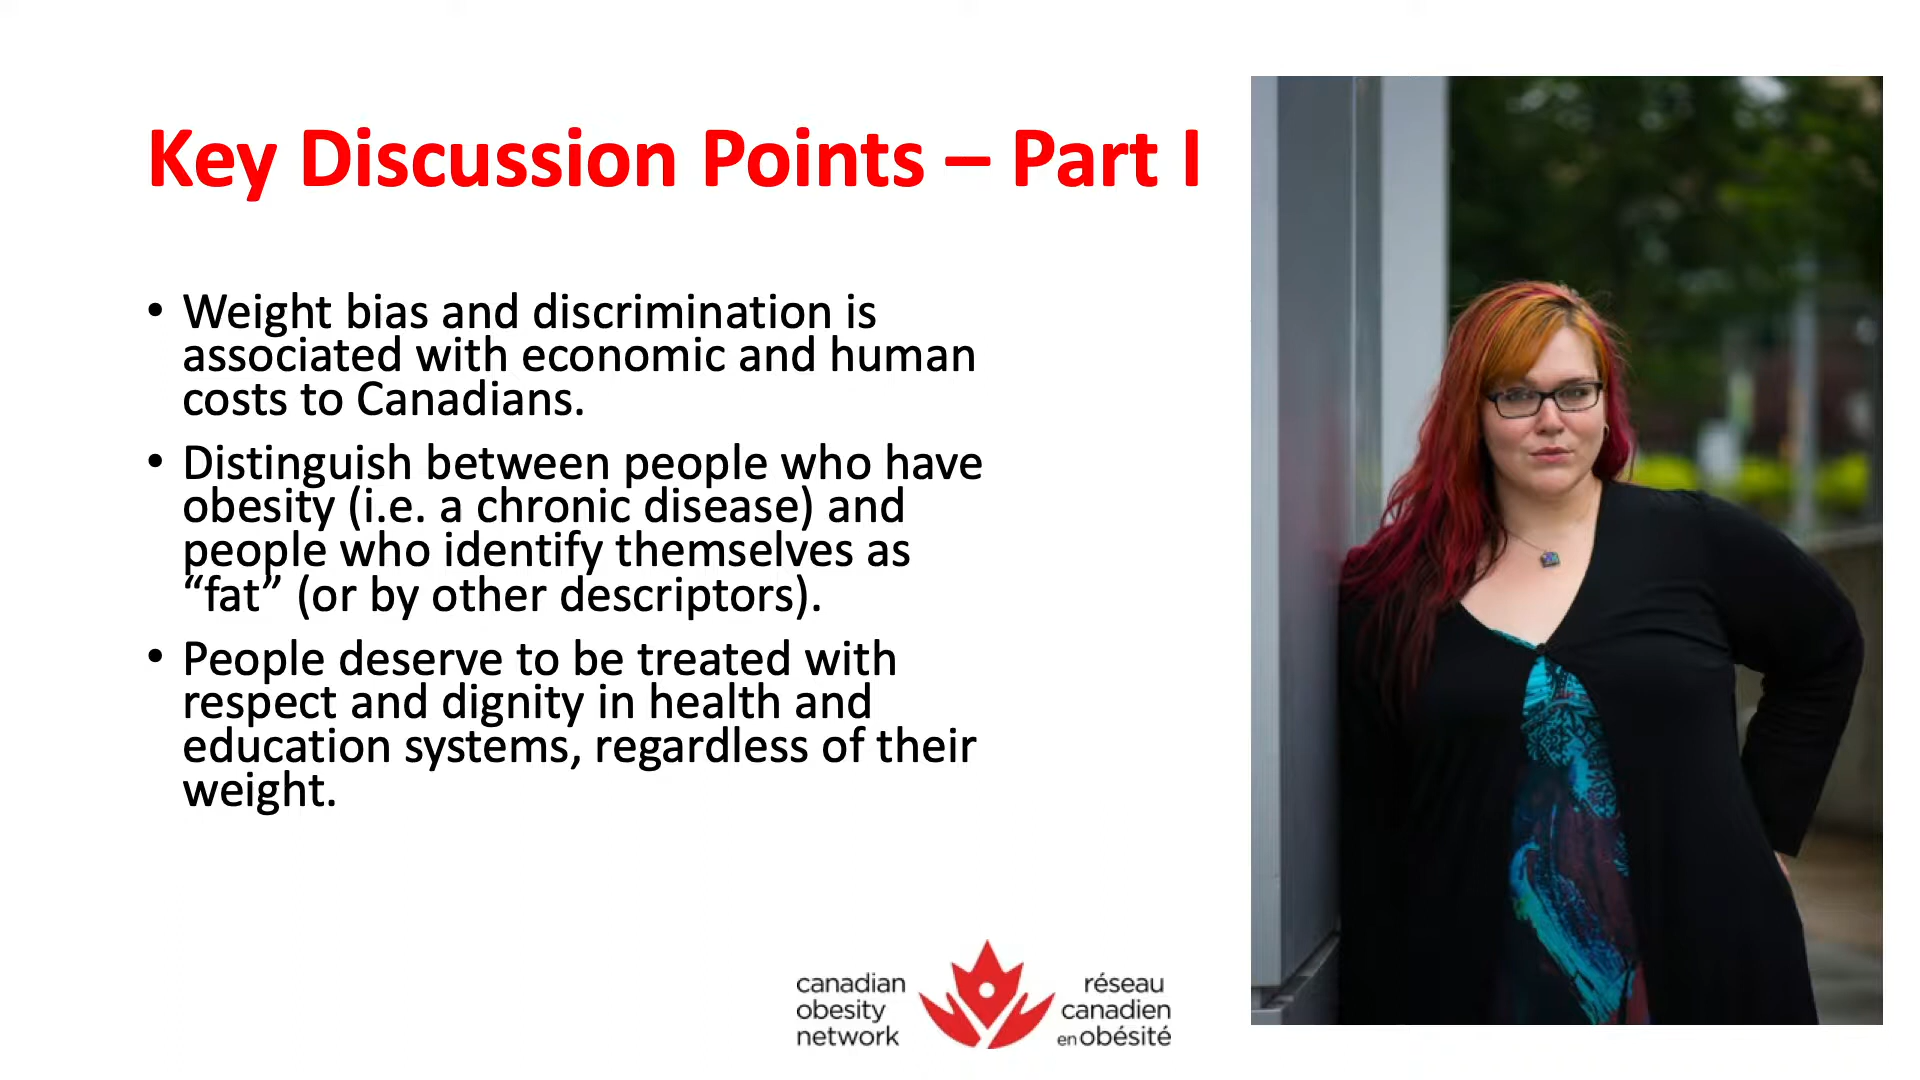 Key Discussion Points – Part I
• Weight bias and discrimination is
associated with economic and human
costs to Canadians.
• Distinguish between people who have
obesity (i.e. a chronic disease) and
people who identify themselves as
“fat” (or by other descriptors).
• People deserve to be treated with
respect and dignity in health and
education systems, regardless of their
weight.
canadian
obesity
network
réseau
canadien
en obésité